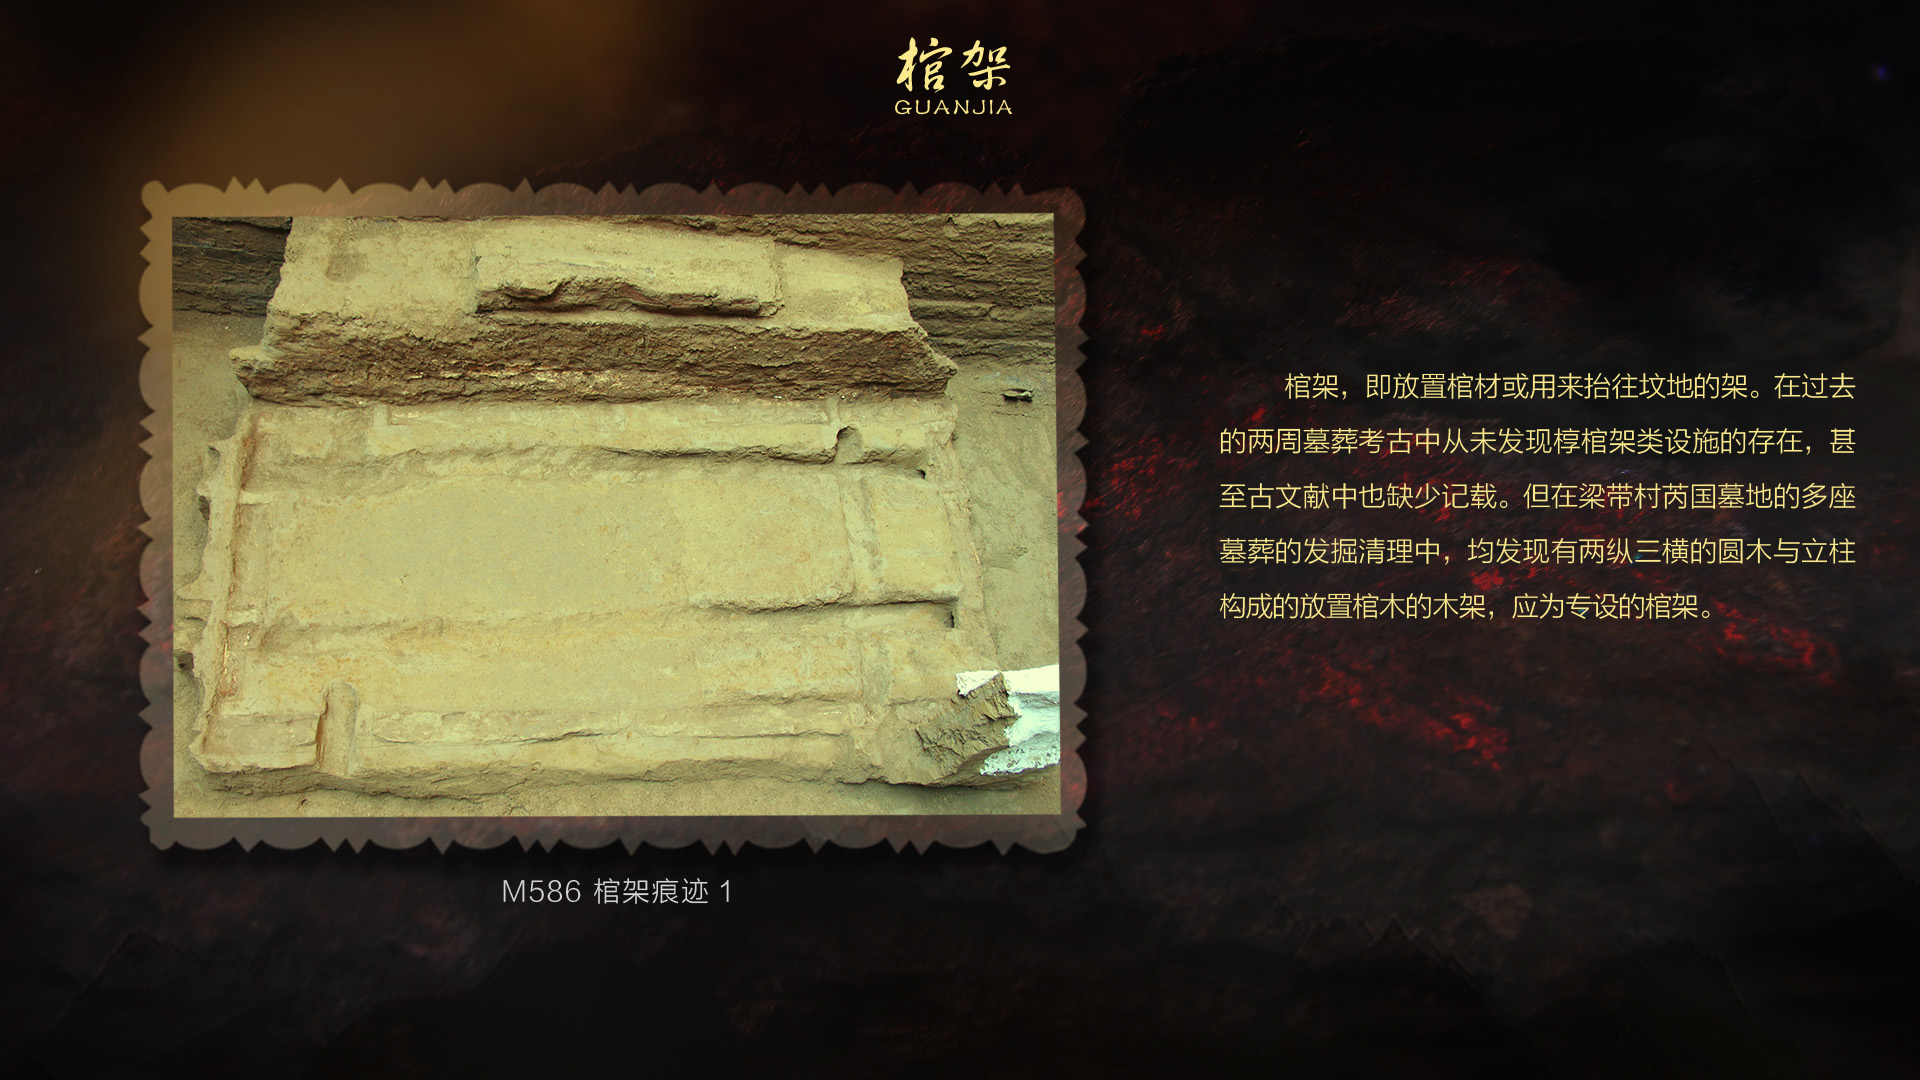 棺架
GUANJIA
棺架，即放置棺材或用来抬往坟地的架。在过去
的两周墓葬考古中从未发现椁棺架类设施的存在，甚
至古文献中也缺少记载。但在梁带村芮国墓地的多座
墓葬的发掘清理中，均发现有两纵三横的圆木与立柱
构成的放置棺木的木架，应为专设的棺架。
M586 棺架痕迹 1